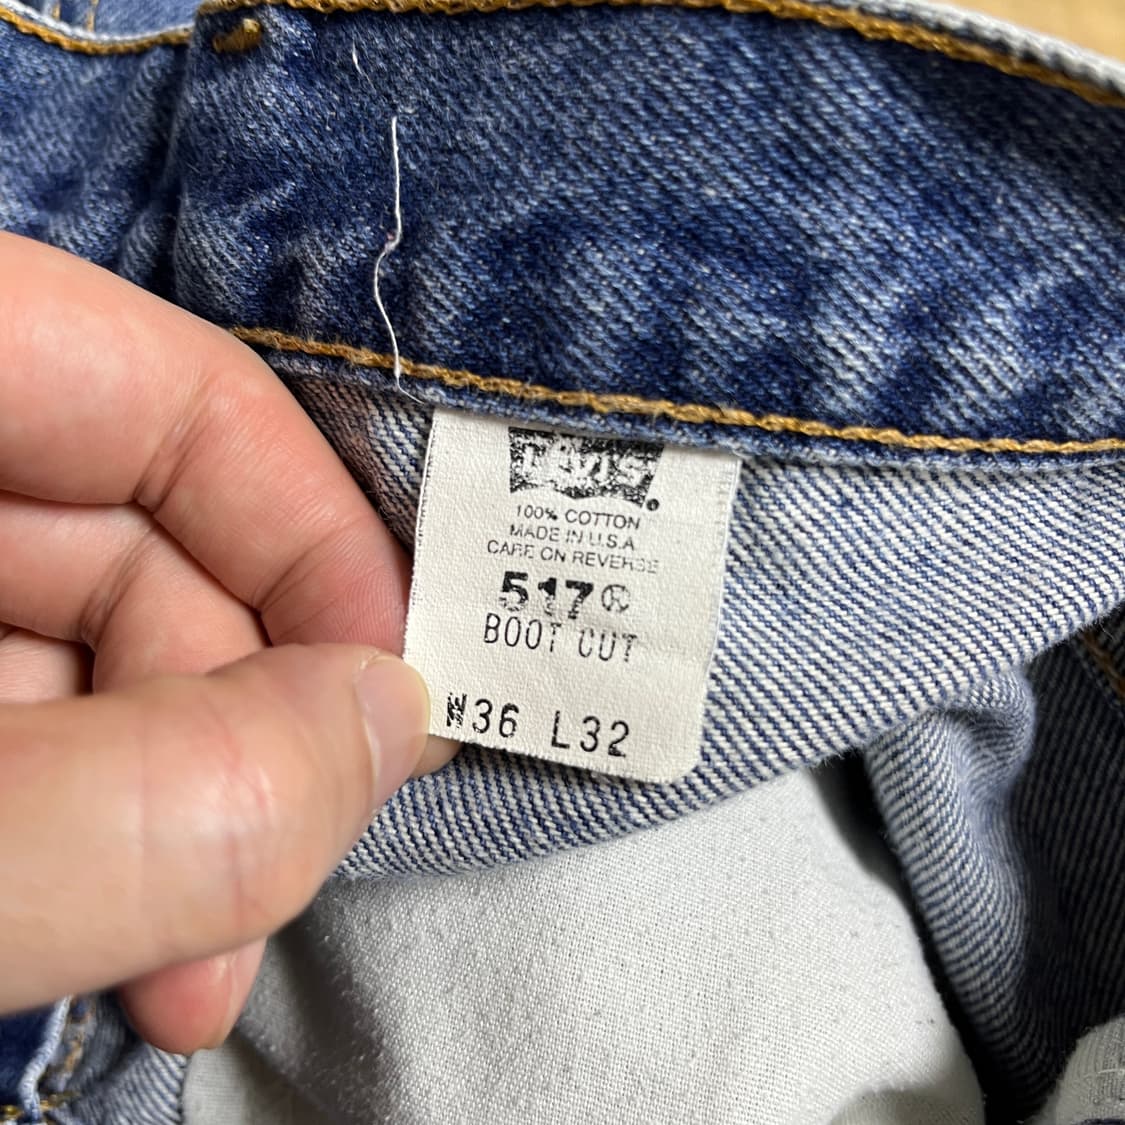 Levi's
100% COTTON
MADE IN U.S.A
CARE ON REVERSE
517®
BOOT CUT
W36 L32